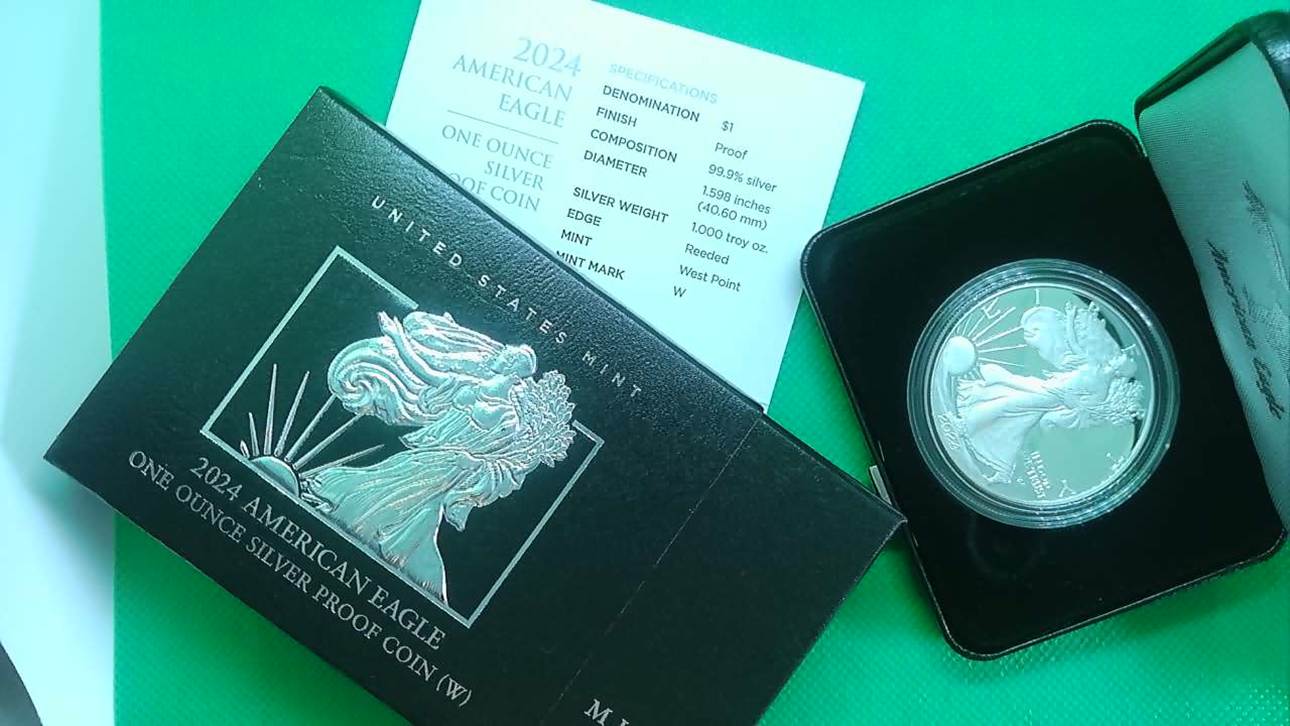 2024
AMERICAN
EAGLE
ONE OUNCE
SILVER
OOF COIN
SPECIFICATIONS
DENOMINATION $1
FINISH Proof
COMPOSITION 99.9% silver
DIAMETER 1.598 inches
(40.60 mm)
SILVER WEIGHT 1.000 troy oz.
EDGE Reeded
MINT West Point
MINT MARK W
UNITED STATES MINT
2024 AMERICAN EAGLE
ONE OUNCE SILVER PROOF COIN (W)
American Eagle